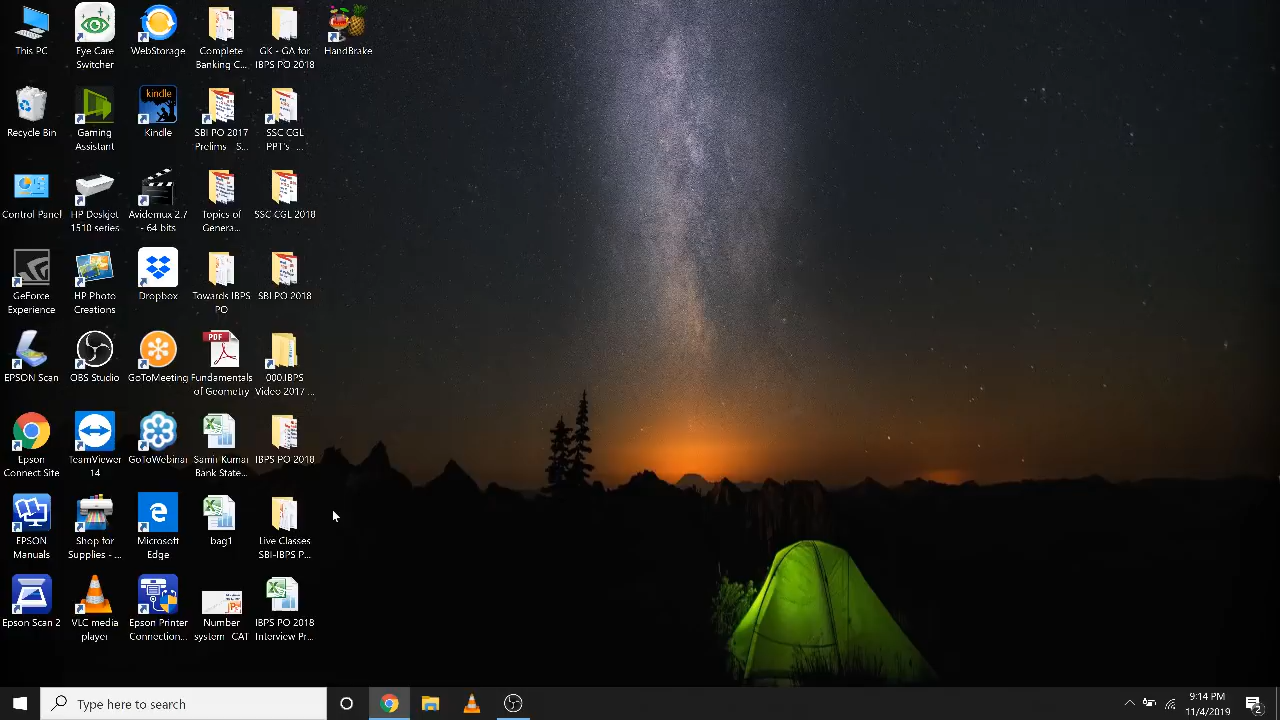 This PC
Eye Care
Switcher
WebStorage
Complete
Banking C...
GK - GA for
IBPS PO 2018
HandBrake
Recycle Bin
Gaming
Assistant
kindle
Kindle
SBI PO 2017
Prelims - S...
SSC CGL
PPT's - ...
Control Panel
HP Deskjet
1510 series
Avidemux 2.7
- 64 bits
Topics of
Genera...
SSC CGL 2018
GeForce
Experience
HP Photo
Creations
Dropbox
Towards IBPS
PO
SBI PO 2018
EPSON Scan
OBS Studio
GoToMeeting
PDF
Fundamentals
of Geometry
000.IBPS
Video 2017 ...
Epson
Connect Site
TeamViewer
14
GoToWebinar
Samir Kumar
Bank State...
IBPS PO 2018
EPSON
Manuals
Shop for
Supplies - ...
Microsoft
Edge
bag1
Live Classes
SBI-IBPS P...
Epson Scan 2
VLC media
player
Epson Printer
Connection...
Number
system -CAT
IBPS PO 2018
Interview Pr...
Type here to search
9:14 PM
11/4/2019
2